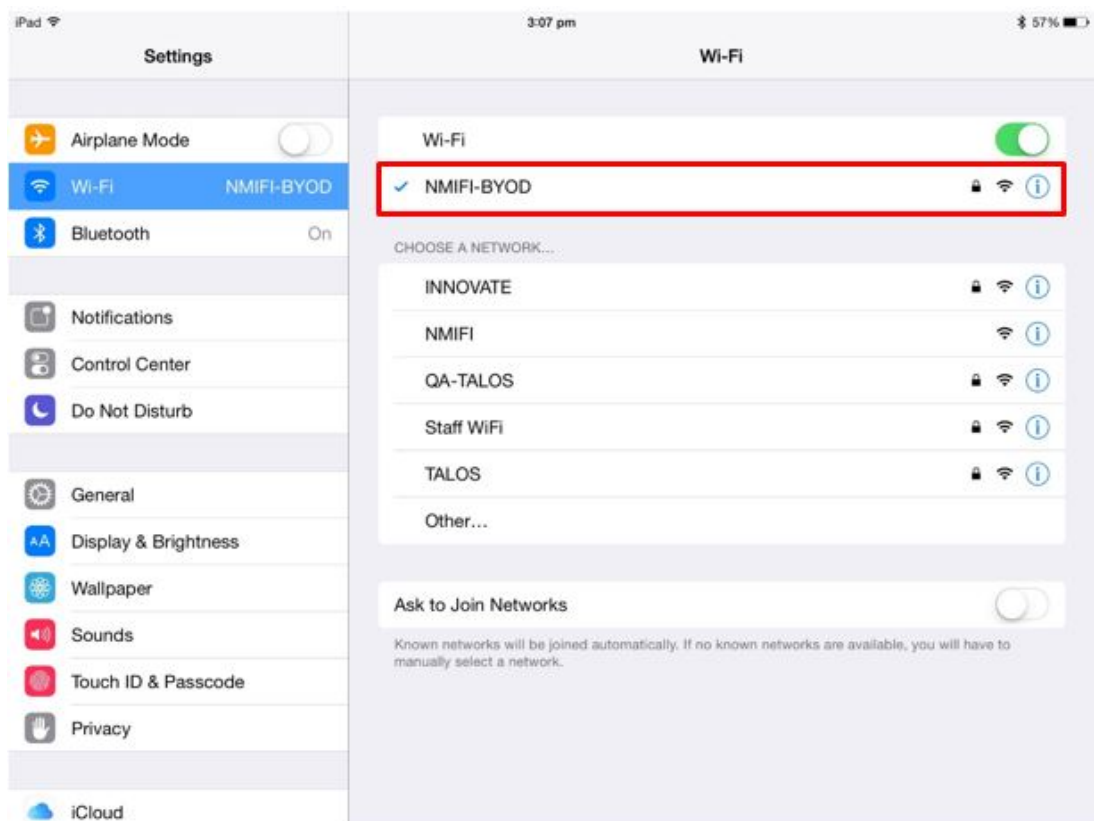 iPad 3:07 pm 57%
Settings
Airplane Mode
Wi-Fi NMIFI-BYOD
Bluetooth On
Notifications
Control Center
Do Not Disturb
General
AA Display & Brightness
Wallpaper
Sounds
Touch ID & Passcode
Privacy
iCloud
Wi-Fi
Wi-Fi
NMIFI-BYOD
CHOOSE A NETWORK...
INNOVATE
NMIFI
QA-TALOS
Staff WiFi
TALOS
Other...
Ask to Join Networks
Known networks will be joined automatically. If no known networks are available, you will have to
manually select a network.